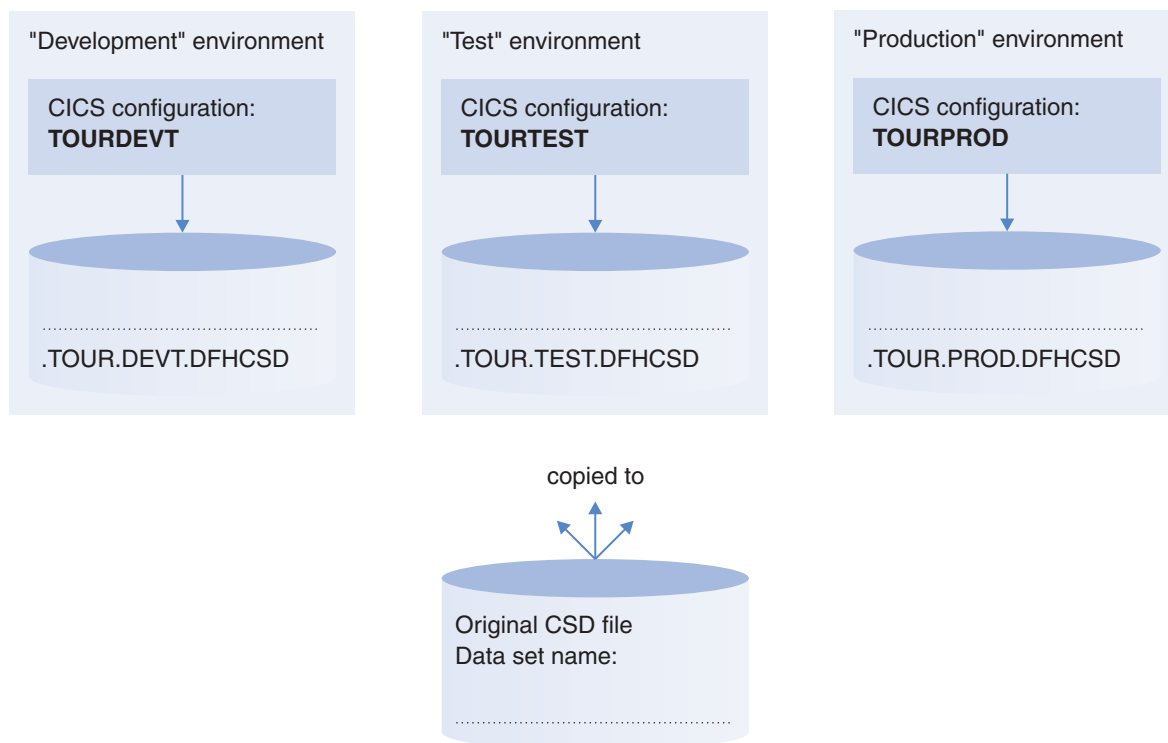 "Development" environment
CICS configuration:
TOURDEVT
.......................................................................
.TOUR.DEVT.DFHCSD
"Test" environment
CICS configuration:
TOURTEST
.......................................................................
.TOUR.TEST.DFHCSD
"Production" environment
CICS configuration:
TOURPROD
.......................................................................
.TOUR.PROD.DFHCSD
copied to
Original CSD file
Data set name:
.......................................................................